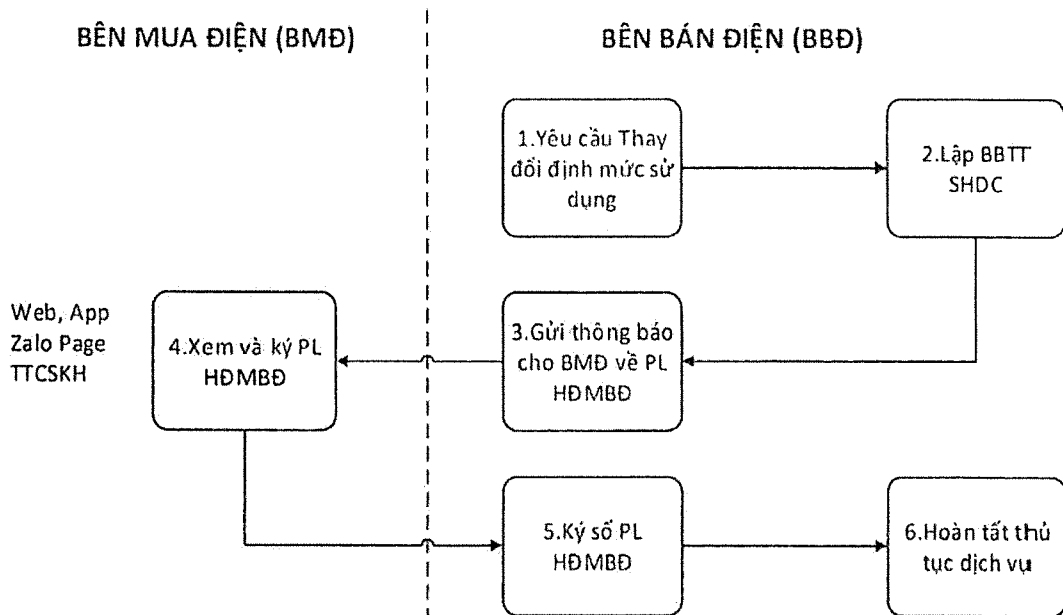 BÊN MUA ĐIỆN (BMĐ)
BÊN BÁN ĐIỆN (BBĐ)
1.Yêu cầu Thay
đổi định mức sử
dụng
2.Lập BBTT
SHDC
3.Gửi thông báo
cho BMĐ về PL
HĐMBĐ
Web, App
Zalo Page
TTCSKH
4.Xem và ký PL
HĐMBĐ
5.Ký số PL
HĐMBĐ
6.Hoàn tất thủ
tục dịch vụ